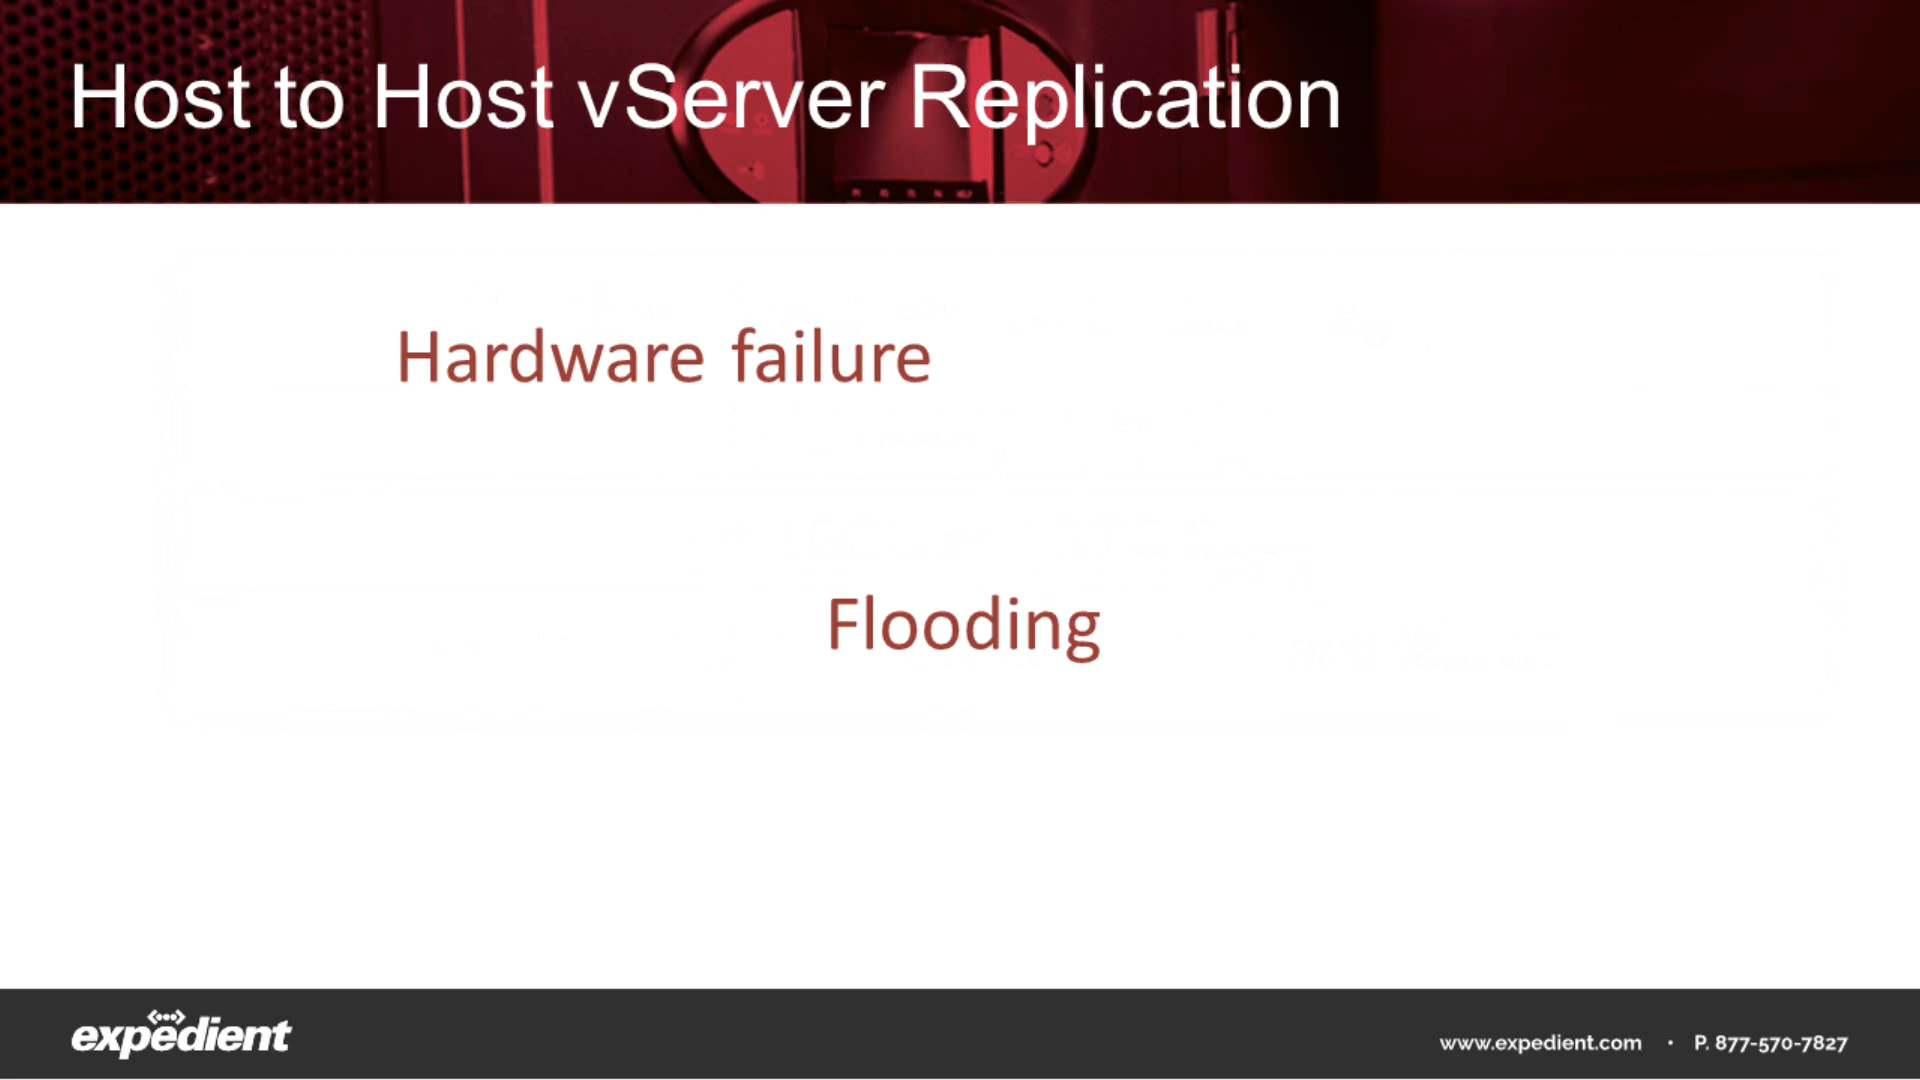 Host to Host vServer Replication
Hardware failure
Flooding
expedient
www.expedient.com • P. 877-570-7827